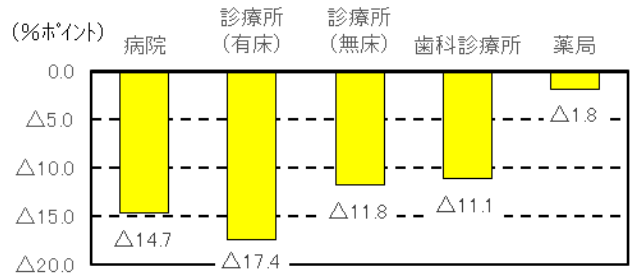 (%ポイント)
病院
診療所
(有床)
診療所
(無床)
歯科診療所
薬局
0.0
△5.0
△10.0
△15.0
△20.0
△14.7
△17.4
△11.8
△11.1
△1.8